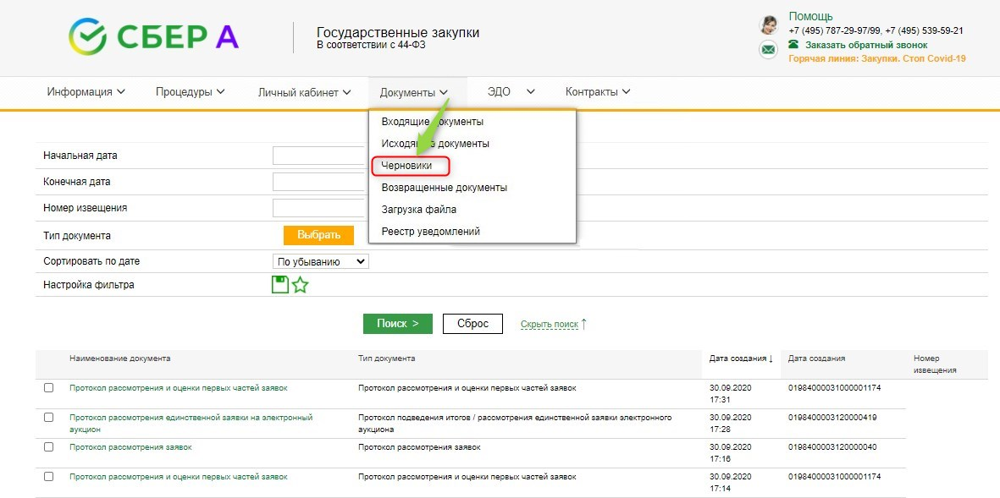 СБЕР А
Государственные закупки
В соответствии с 44-ФЗ
Помощь
+7 (495) 787-29-97/99, +7 (495) 539-59-21
Заказать обратный звонок
Горячая линия: Закупки. Стоп Covid-19
Информация Процедуры Личный кабинет Документы ЭДО Контракты
Входящие документы
Исходящие документы
Черновики
Возвращенные документы
Загрузка файла
Реестр уведомлений
Начальная дата
Конечная дата
Номер извещения
Тип документа Выбрать
Сортировать по дате По убыванию
Настройка фильтра
Поиск > Сброс Скрыть поиск ↑
Наименование документа Тип документа Дата создания ↓ Дата создания Номер
извещения
Протокол рассмотрения и оценки первых частей заявок Протокол рассмотрения и оценки первых частей заявок 30.09.2020 01984000031000001174
17:31
Протокол рассмотрения единственной заявки на электронный Протокол подведения итогов / рассмотрения единственной заявки электронного 30.09.2020 0198400003120000419
аукцион аукциона 17:28
Протокол рассмотрения заявок Протокол рассмотрения заявок 30.09.2020 0198400003120000040
17:16
Протокол рассмотрения и оценки первых частей заявок Протокол рассмотрения и оценки первых частей заявок 30.09.2020 01984000031000001174
17:14